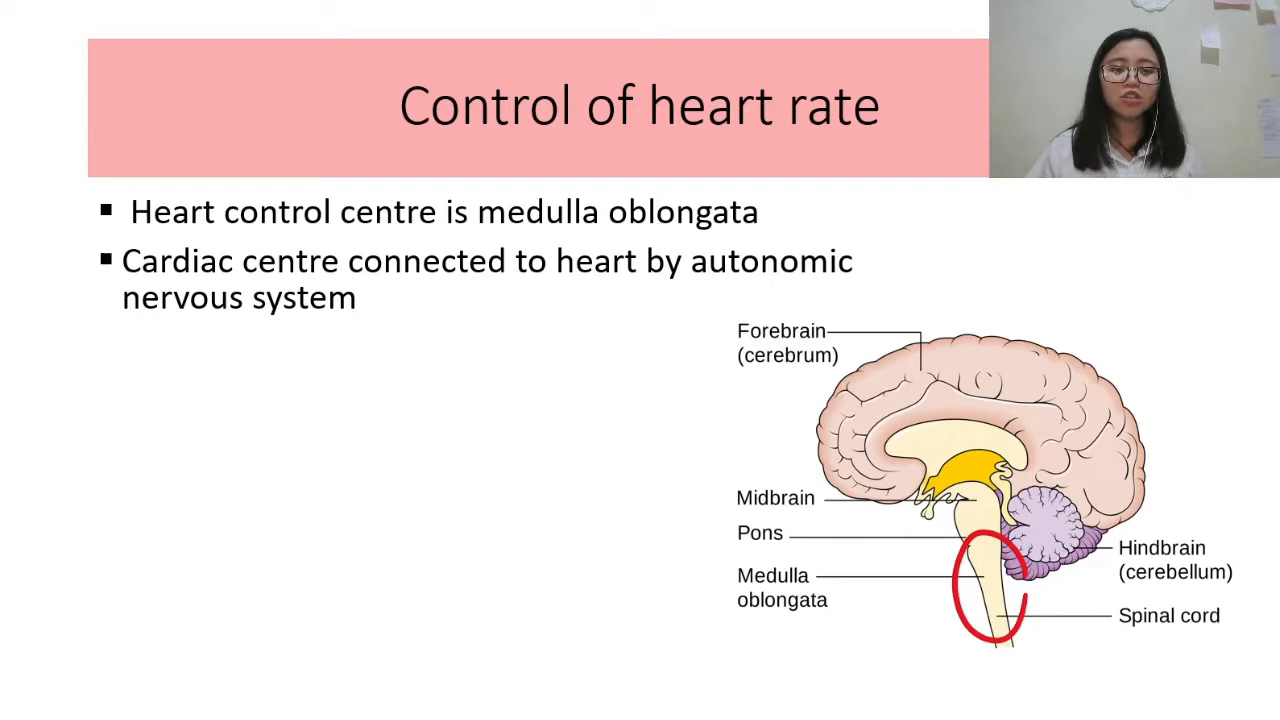 Control of heart rate
▪ Heart control centre is medulla oblongata
▪ Cardiac centre connected to heart by autonomic
nervous system
Forebrain
(cerebrum)
Midbrain
Pons
Medulla
oblongata
Hindbrain
(cerebellum)
Spinal cord